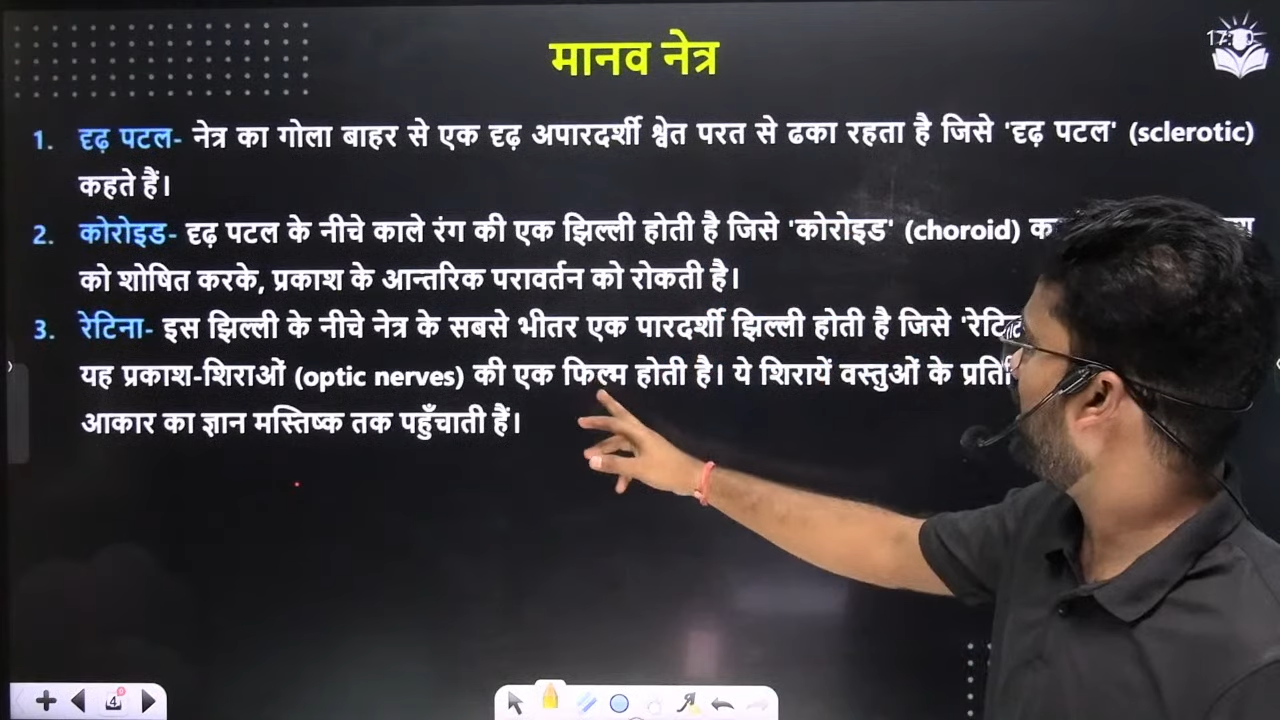 मानव नेत्र
1. दृढ़ पटल- नेत्र का गोला बाहर से एक दृढ़ अपारदर्शी श्वेत परत से ढका रहता है जिसे 'दृढ़ पटल' (sclerotic)
कहते हैं।
2. कोरोइड- दृढ़ पटल के नीचे काले रंग की एक झिल्ली होती है जिसे 'कोरोइड' (choroid)
को शोषित करके, प्रकाश के आन्तरिक परावर्तन को रोकती है।
3. रेटिना- इस झिल्ली के नीचे नेत्र के सबसे भीतर एक पारदर्शी झिल्ली होती है जिसे
यह प्रकाश-शिराओं (optic nerves) की एक फिल्म होती है। ये शिरायें वस्तुओं के
आकार का ज्ञान मस्तिष्क तक पहुँचाती हैं।
4